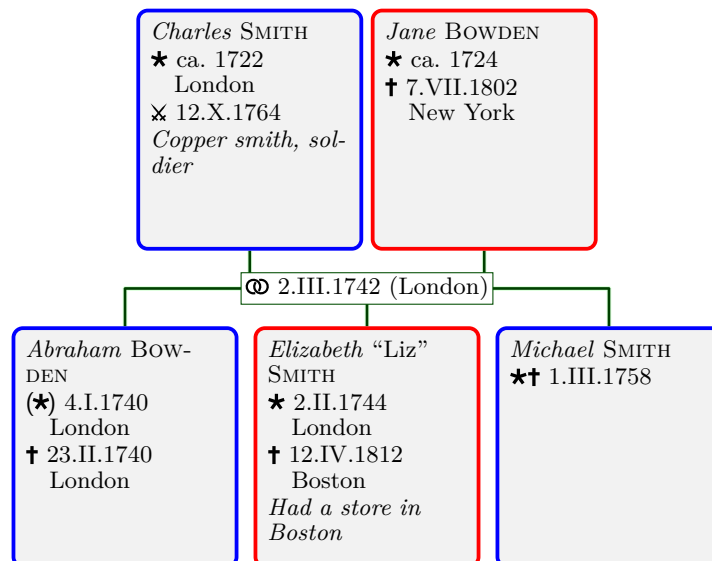 Charles SMITH
* ca. 1722
London
⚔ 12.X.1764
Copper smith, sol-
dier
Jane BOWDEN
* ca. 1724
† 7.VII.1802
New York
⚭ 2.III.1742 (London)
Abraham BOW-
DEN
(*) 4.I.1740
London
† 23.II.1740
London
Elizabeth “Liz”
SMITH
* 2.II.1744
London
† 12.IV.1812
Boston
Had a store in
Boston
Michael SMITH
*† 1.III.1758